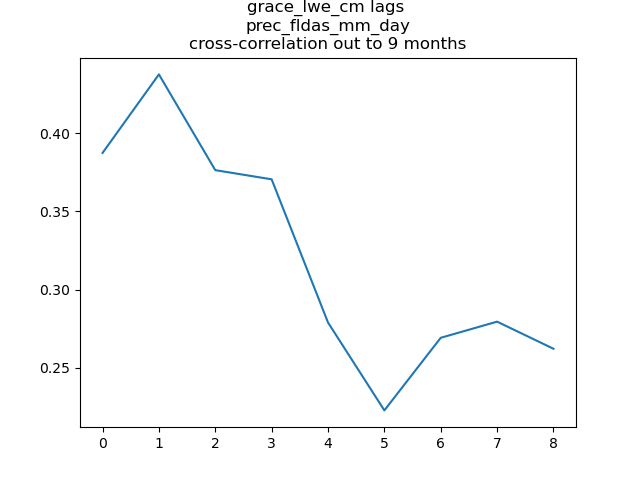 grace_lwe_cm lags
prec_fldas_mm_day
cross-correlation out to 9 months
0.40
0.35
0.30
0.25
0 1 2 3 4 5 6 7 8